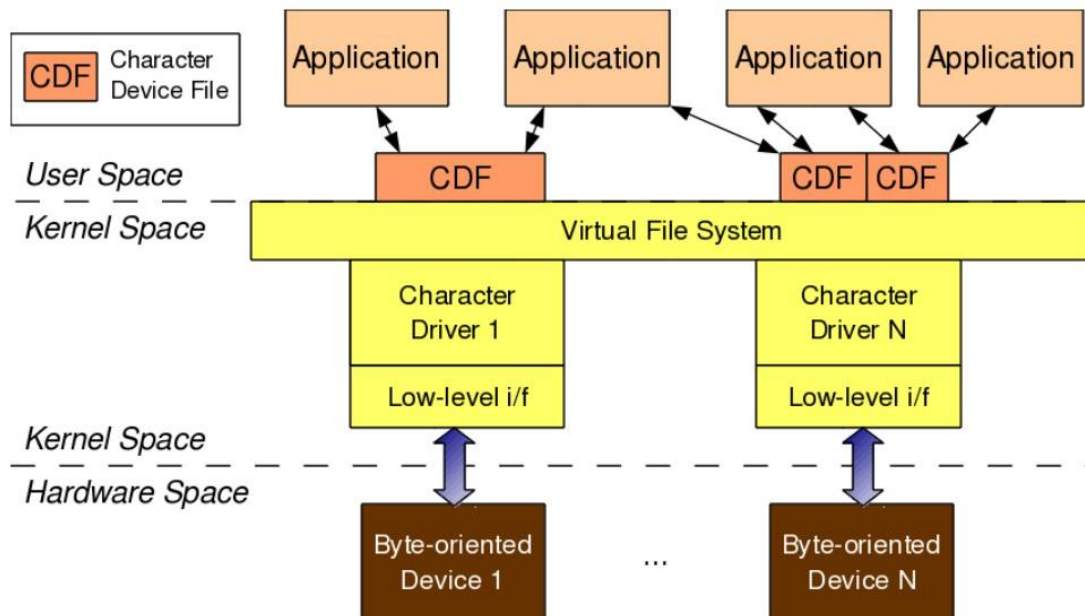 CDF
Character
Device File
Application
Application
Application
Application
User Space
CDF
CDF
CDF
Kernel Space
Virtual File System
Character
Driver 1
Character
Driver N
Low-level i/f
Low-level i/f
Kernel Space
Hardware Space
Byte-oriented
Device 1
...
Byte-oriented
Device N